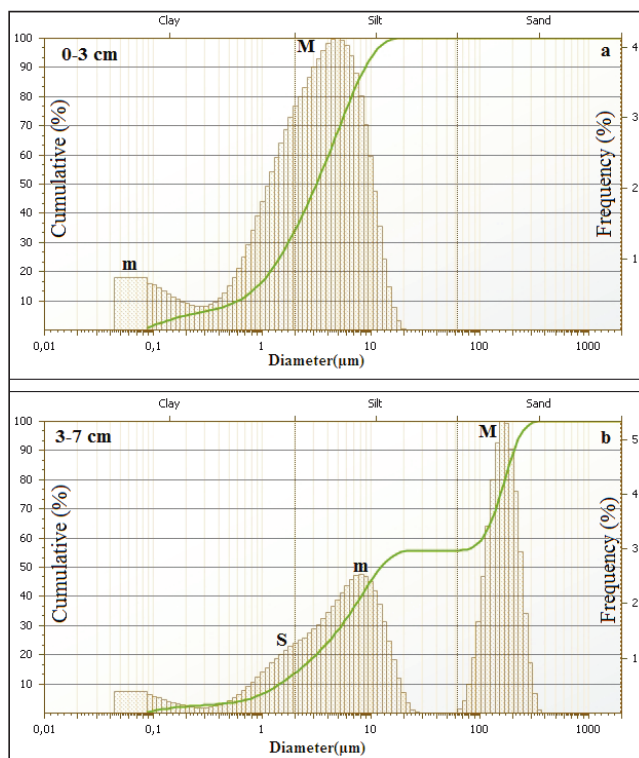 Clay Silt Sand
0-3 cm M a
100 4
90
80
70 3
60
50 2
40
30
20 m 1
10
Cumulative (%)
Frequency (%)
0,01 0,1 1 10 100 1000
Diameter(µm)
Clay Silt Sand
3-7 cm M b
100 5
90
80
70 4
60
50 m 3
40
30 2
20 S 1
10
Cumulative (%)
Frequency (%)
0,01 0,1 1 10 100 1000
Diameter(µm)